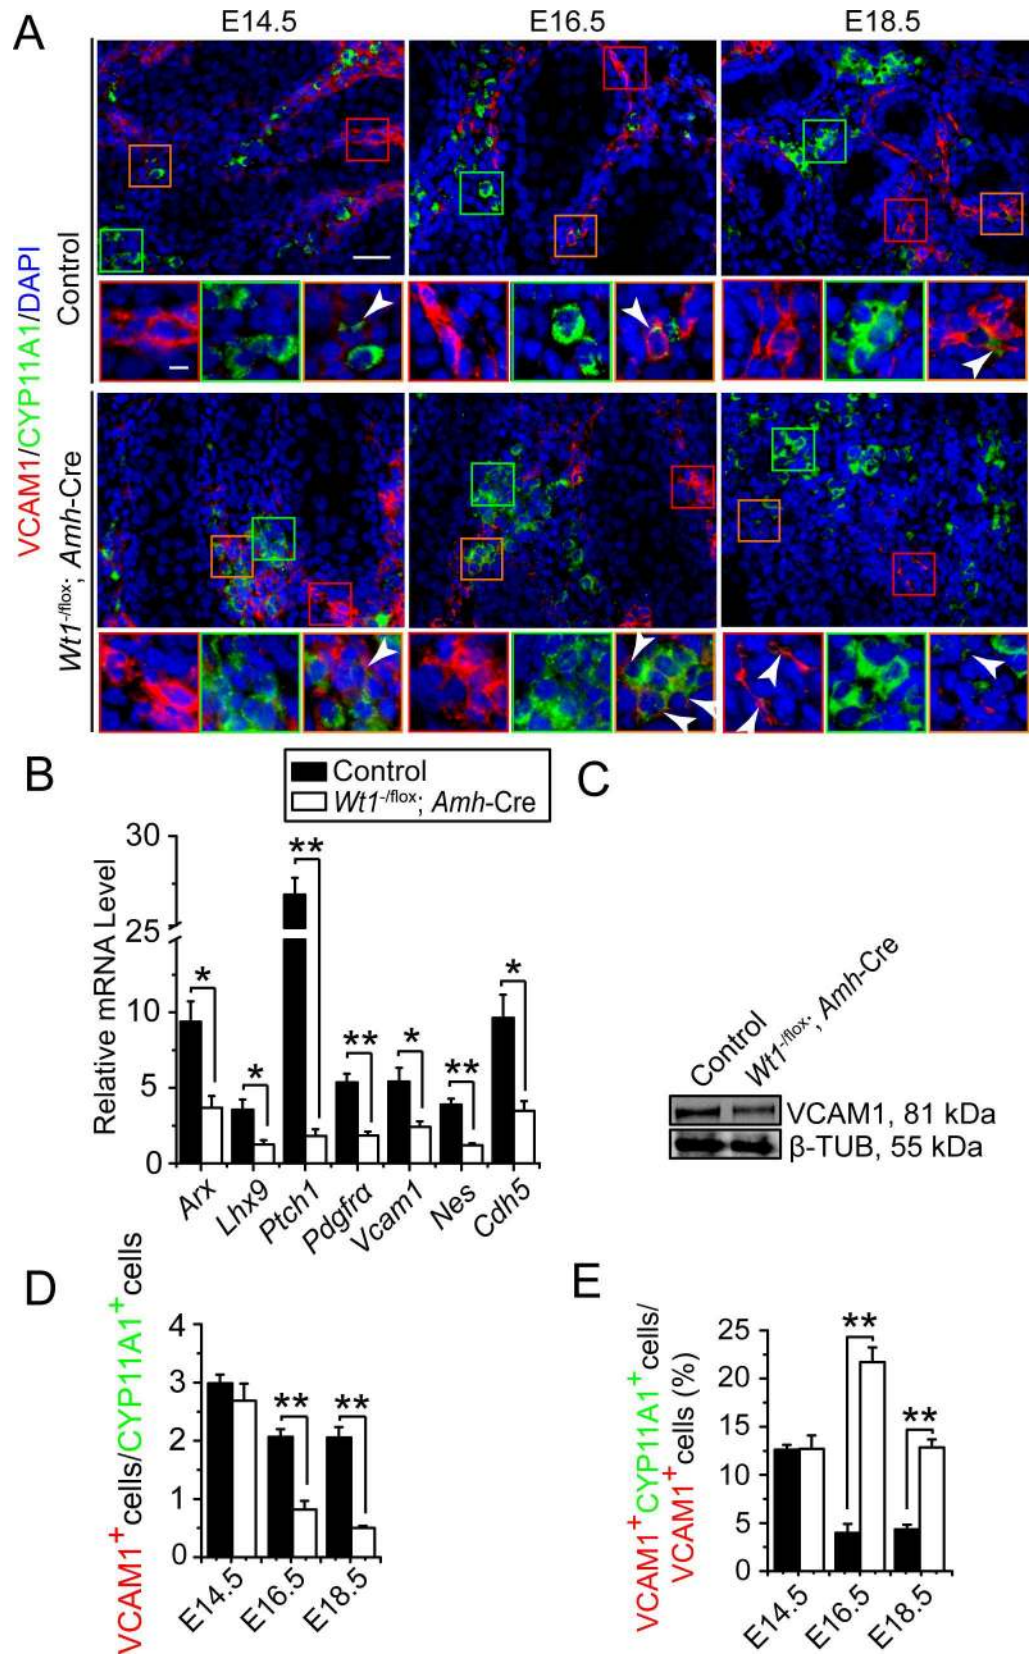 A
E14.5 E16.5 E18.5
VCAM1/CYP11A1/DAPI
Control
Wt1-/flox; Amh-Cre
B
Control
Wt1-/flox; Amh-Cre
Relative mRNA Level
30
25
10
5
0
** 
* * ** * ** *
Arx Lhx9 Ptch1 Pdgfrα Vcam1 Nes Cdh5
C
Control Wt1-/flox; Amh-Cre
VCAM1, 81 kDa
β-TUB, 55 kDa
D
VCAM1+cells/CYP11A1+cells
4
3
2
1
0
** **
E14.5 E16.5 E18.5
E
VCAM1+CYP11A1+cells/
VCAM1+cells (%)
25
20
15
10
5
0
** **
E14.5 E16.5 E18.5